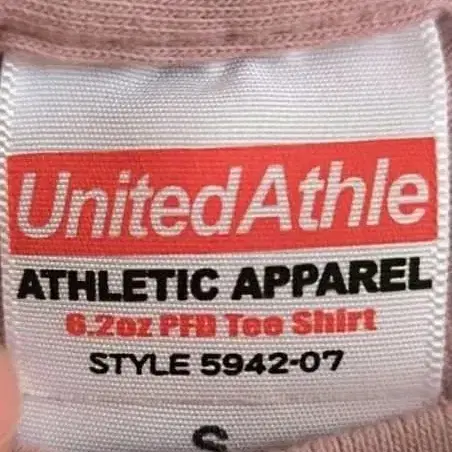 UnitedAthle
ATHLETIC APPAREL
6.2oz PFD Tee Shirt
STYLE 5942-07
S